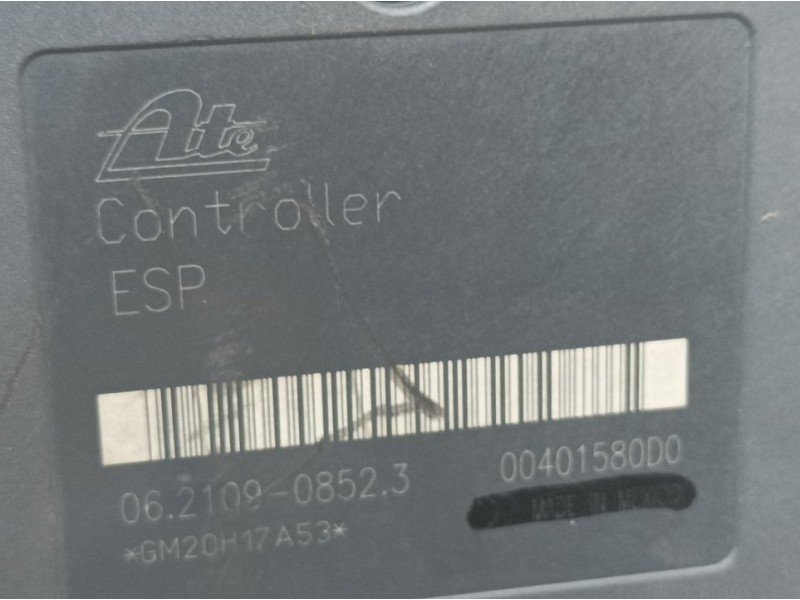 Ate
Controller
ESP
06.2109-0852.3
00401580D0
MADE IN MEXICO
*GM20H17A53*